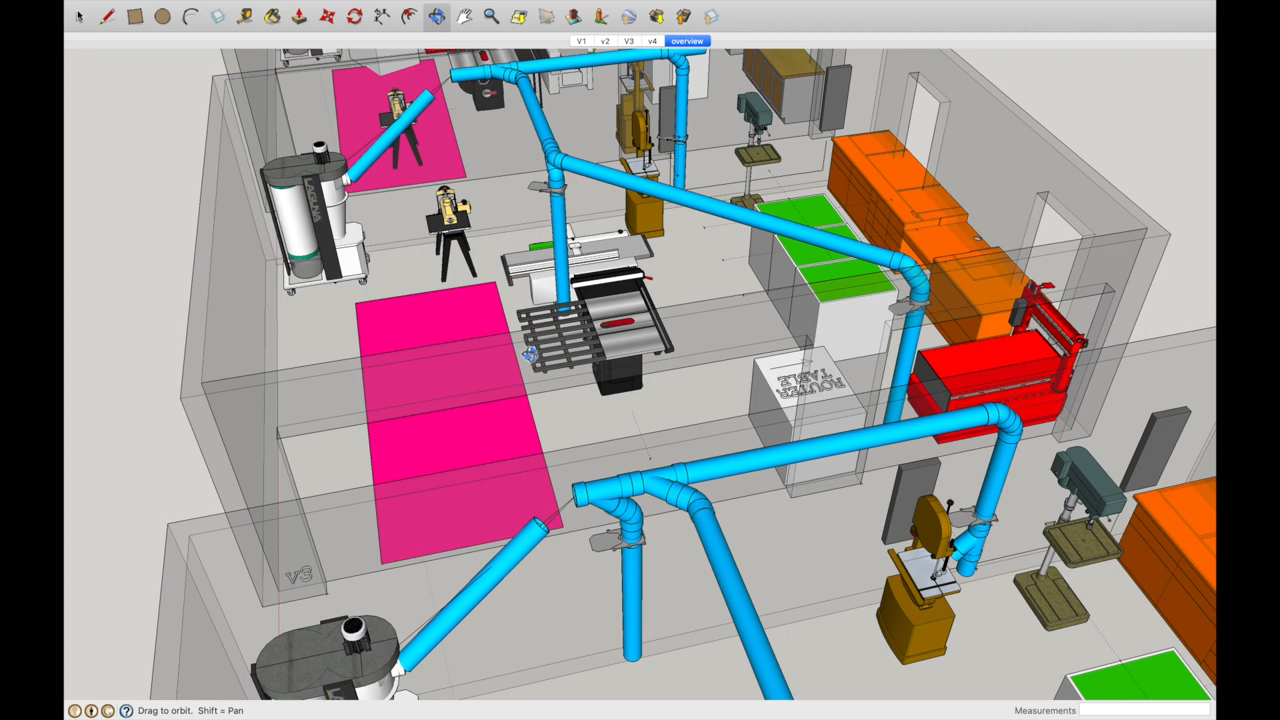 V1 v2 V3 v4 overview
LAGUNA
ROUTER
TABLE
v3
Drag to orbit. Shift = Pan
Measurements